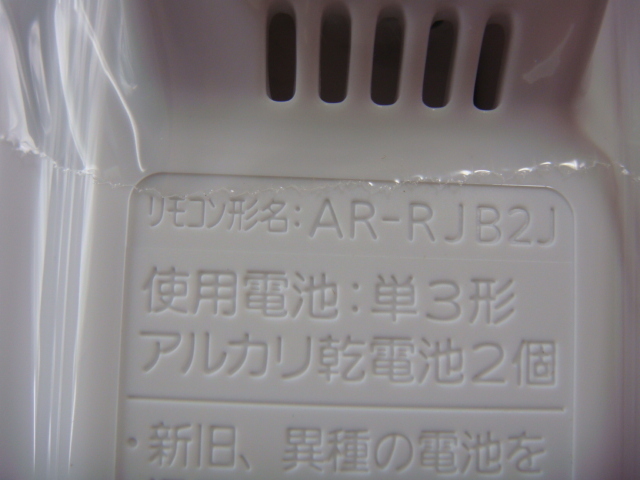 リモコン形名：AR-RJB2J
使用電池：単3形
アルカリ乾電池2個
・新旧、異種の電池を